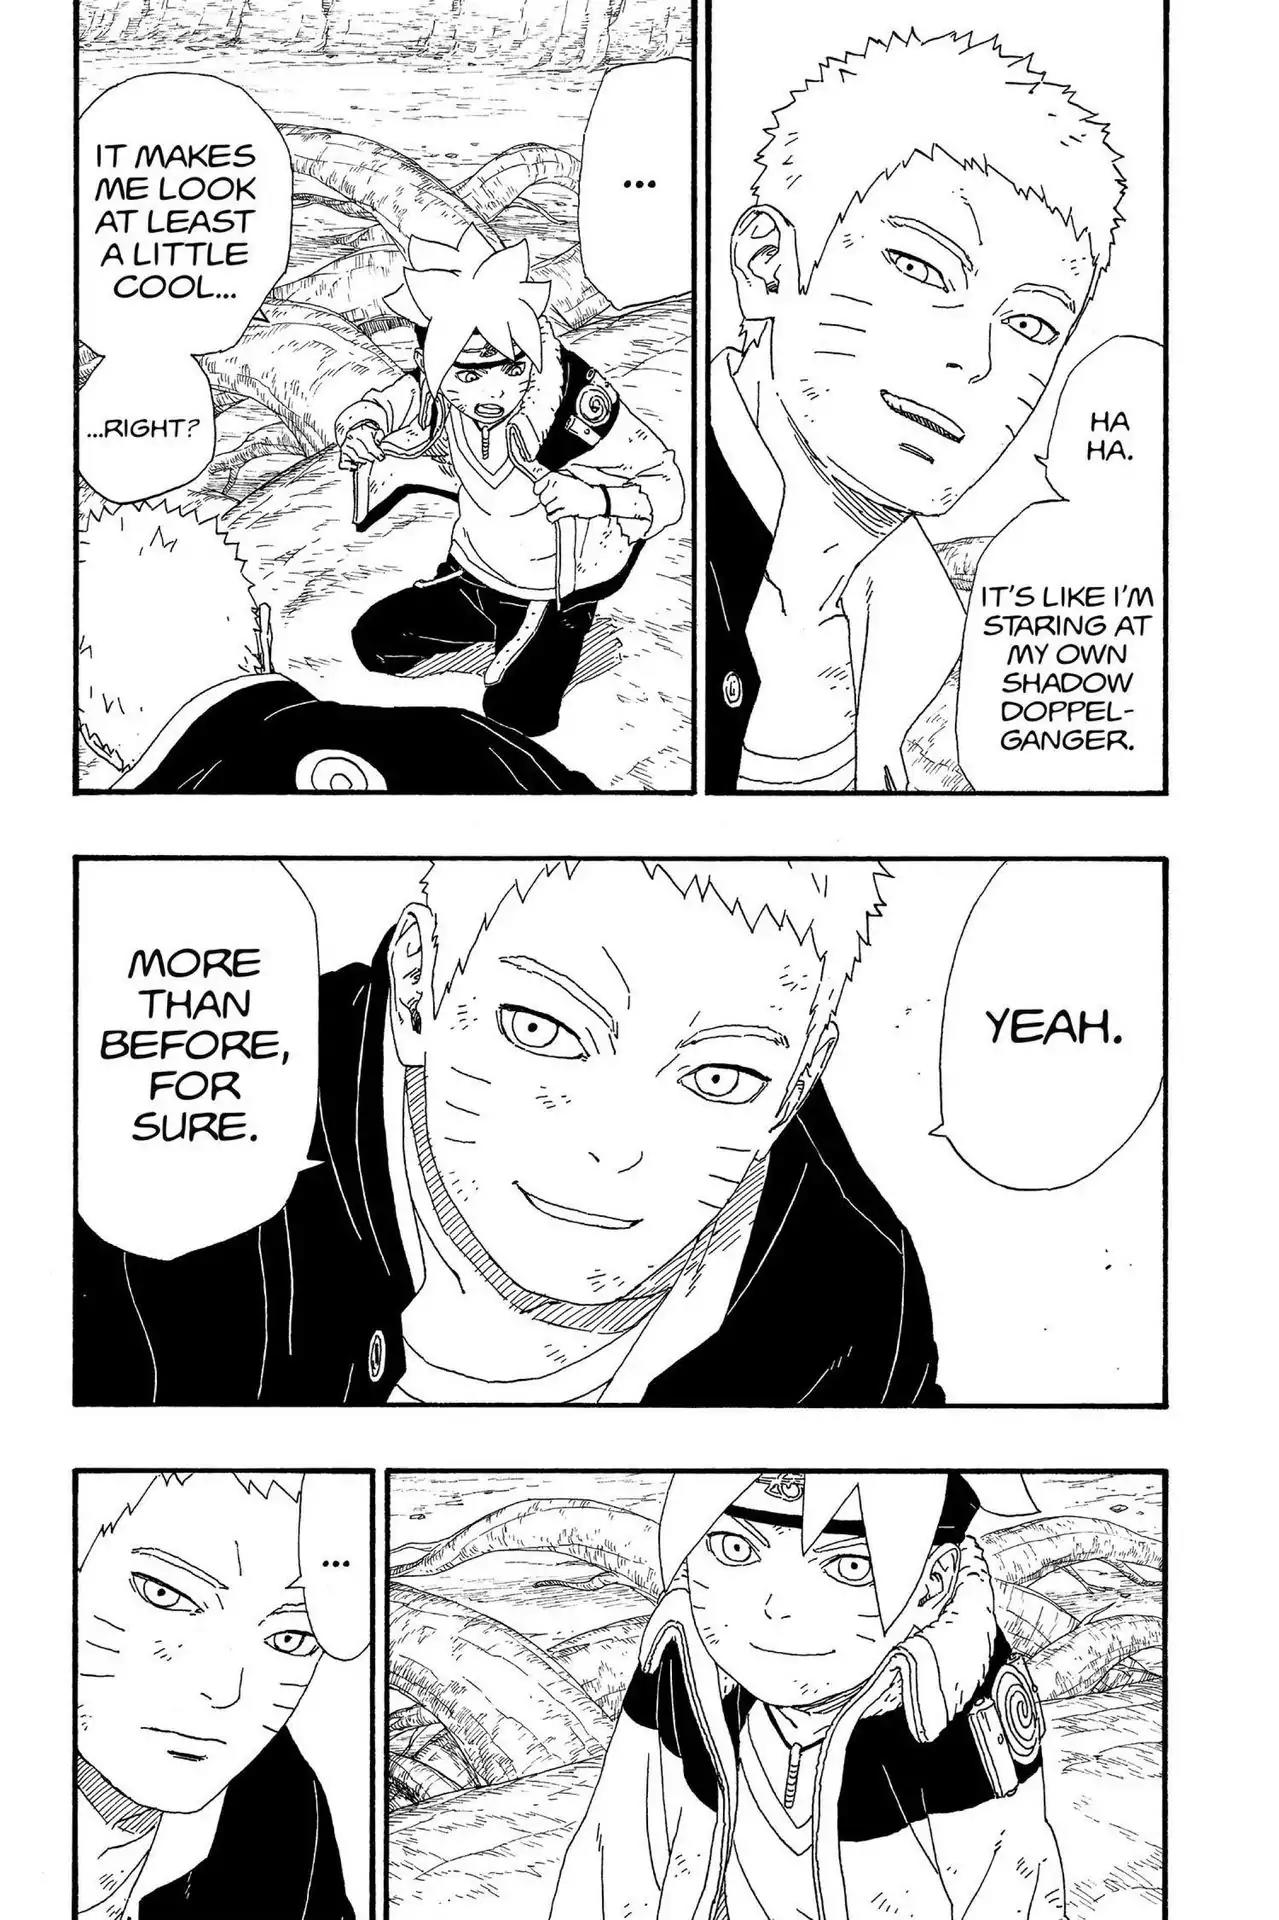 HA
HA.
IT'S LIKE I'M
STARING AT
MY OWN
SHADOW
DOPPEL-
GANGER.
...
IT MAKES
ME LOOK
AT LEAST
A LITTLE
COOL...
...RIGHT?
YEAH.
MORE
THAN
BEFORE,
FOR
SURE.
...